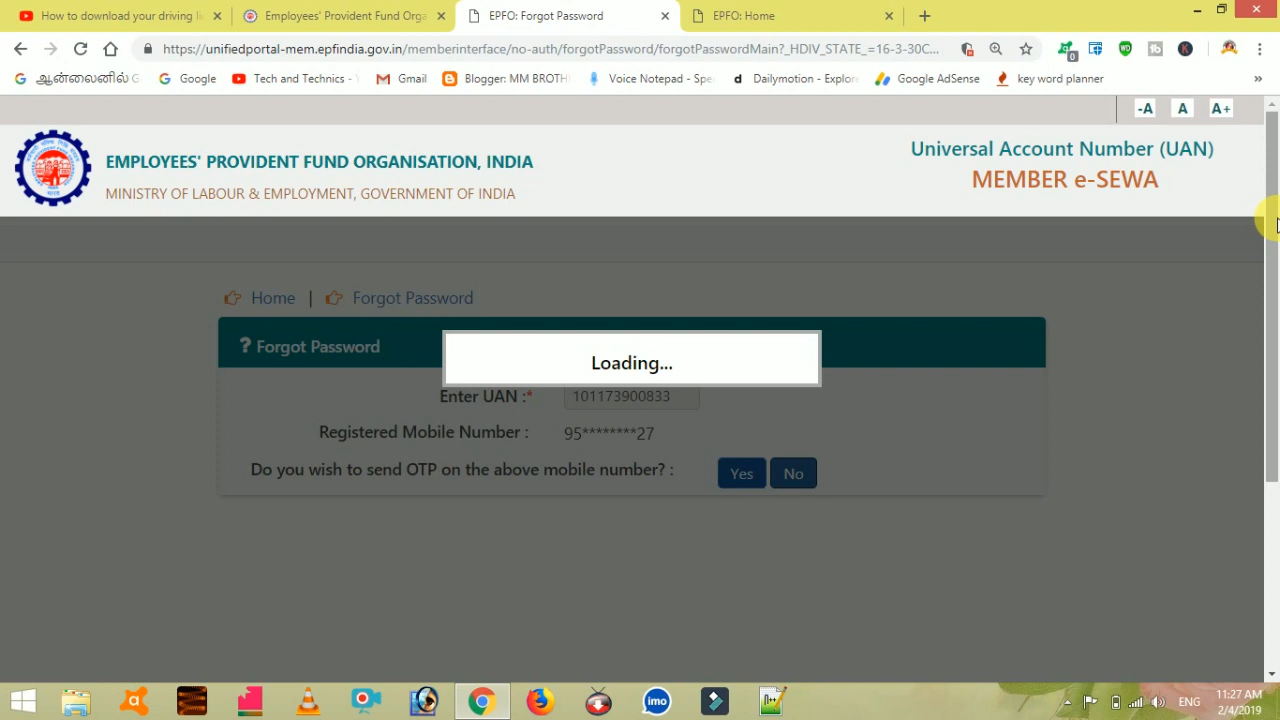 How to download your driving li
Employees' Provident Fund Orga
EPFO: Forgot Password
EPFO: Home
https://unifiedportal-mem.epfindia.gov.in/memberinterface/no-auth/forgotPassword/forgotPasswordMain?_HDIV_STATE_=16-3-30C...
ஆன்லைனில் G
Google
Tech and Technics - Y
Gmail
Blogger: MM BROTH
Voice Notepad - Spee
Dailymotion - Explore
Google AdSense
key word planner
-A A A+
EMPLOYEES' PROVIDENT FUND ORGANISATION, INDIA
MINISTRY OF LABOUR & EMPLOYMENT, GOVERNMENT OF INDIA
Universal Account Number (UAN)
MEMBER e-SEWA
Home | Forgot Password
? Forgot Password
Loading...
Enter UAN :* 101173900833
Registered Mobile Number : 95********27
Do you wish to send OTP on the above mobile number? : Yes No
imo
ENG
11:27 AM
2/4/2019